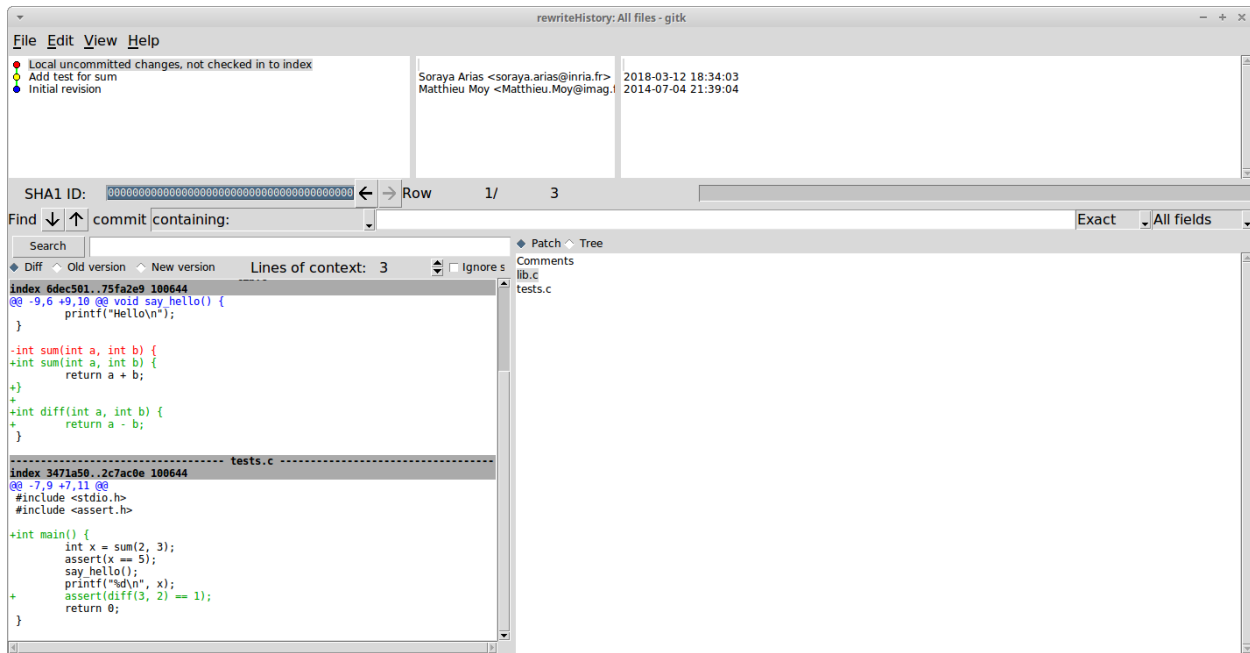 rewriteHistory: All files - gitk
File Edit View Help
Local uncommitted changes, not checked in to index
Add test for sum Soraya Arias <soraya.arias@inria.fr> 2018-03-12 18:34:03
Initial revision Matthieu Moy <Matthieu.Moy@imag.f 2014-07-04 21:39:04
SHA1 ID: 0000000000000000000000000000000000000000 Row 1/ 3
Find commit containing: Exact All fields
Search Patch Tree
Diff Old version New version Lines of context: 3 Ignore s
Comments
lib.c
tests.c
index 6dec501..75fa2e9 100644
@@ -9,6 +9,10 @@ void say_hello() {
printf("Hello\n");
}
-int sum(int a, int b) {
+int sum(int a, int b) {
return a + b;
+}
+
+int diff(int a, int b) {
+ return a - b;
}
---------------------------------- tests.c ----------------------------------
index 3471a50..2c7ac0e 100644
@@ -7,9 +7,11 @@
#include <stdio.h>
#include <assert.h>
+int main() {
int x = sum(2, 3);
assert(x == 5);
say_hello();
printf("%d\n", x);
+ assert(diff(3, 2) == 1);
return 0;
}